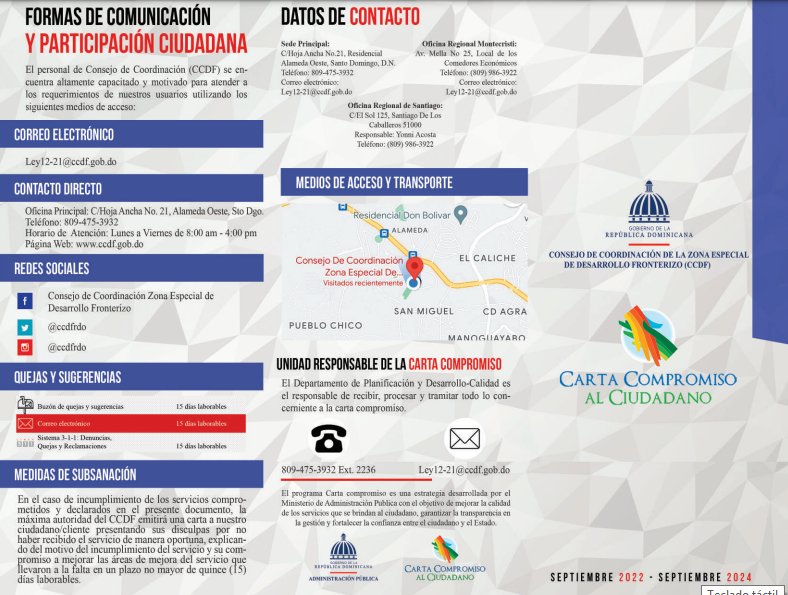 FORMAS DE COMUNICACIÓN
Y PARTICIPACIÓN CIUDADANA
El personal de Consejo de Coordinación (CCDF) se en-
cuentra altamente capacitado y motivado para atender a
los requerimientos de nuestros usuarios utilizando los
siguientes medios de acceso:
CORREO ELECTRÓNICO
Ley12-21@ccdf.gob.do
CONTACTO DIRECTO
Oficina Principal: C/Hoja Ancha No. 21, Alameda Oeste, Sto Dgo.
Teléfono: 809-475-3932
Horario de Atención: Lunes a Viernes de 8:00 am - 4:00 pm
Página Web: www.ccdf.gob.do
REDES SOCIALES
Consejo de Coordinación Zona Especial de
Desarrollo Fronterizo
@ccdfrdo
@ccdfrdo
QUEJAS Y SUGERENCIAS
Buzón de quejas y sugerencias 15 días laborables
Correo electrónico 15 días laborables
Sistema 3-1-1: Denuncias,
Quejas y Reclamaciones 15 días laborables
MEDIDAS DE SUBSANACIÓN
En el caso de incumplimiento de los servicios compro-
metidos y declarados en el presente documento, la
máxima autoridad del CCDF emitirá una carta a nuestro
ciudadano/cliente presentando sus disculpas por no
haber recibido el servicio de manera oportuna, explican-
do del motivo del incumplimiento del servicio y su com-
promiso a mejorar las áreas de mejora del servicio que
llevaron a la falta en un plazo no mayor de quince (15)
días laborables.
DATOS DE CONTACTO
Sede Principal:
C/Hoja Ancha No.21, Residencial
Alameda Oeste, Santo Domingo, D.N.
Teléfono: 809-475-3932
Correo electrónico:
Ley12-21@ccdf.gob.do
Oficina Regional Montecristi:
Av. Mella No 25, Local de los
Comedores Económicos
Teléfono: (809) 986-3922
Correo electrónico:
Ley12-21@ccdf.gob.do
Oficina Regional de Santiago:
C/El Sol 125, Santiago De Los
Caballeros 51000
Responsable: Yonni Acosta
Teléfono: (809) 986-3922
MEDIOS DE ACCESO Y TRANSPORTE
Residencial Don Bolivar
ALAMEDA
Consejo De Coordinación
Zona Especial De...
Visitados recientemente
EL CALICHE
SAN MIGUEL
CD AGRA
PUEBLO CHICO
MANOGUAYABO
UNIDAD RESPONSABLE DE LA CARTA COMPROMISO
El Departamento de Planificación y Desarrollo-Calidad es
el responsable de recibir, procesar y tramitar todo lo con-
cerniente a la carta compromiso.
809-475-3932 Ext. 2236
Ley12-21@ccdf.gob.do
El programa Carta compromiso es una estrategia desarrollada por el
Ministerio de Administración Publica con el objetivo de mejorar la calidad
de los servicios que se brindan al ciudadano, garantizar la transparencia en
la gestión y fortalecer la confianza entre el ciudadano y el Estado.
GOBIERNO DE LA
REPÚBLICA DOMINICANA
ADMINISTRACIÓN PÚBLICA
CARTA COMPROMISO
AL CIUDADANO
GOBIERNO DE LA
REPÚBLICA DOMINICANA
CONSEJO DE COORDINACIÓN DE LA ZONA ESPECIAL
DE DESARROLLO FRONTERIZO (CCDF)
CARTA COMPROMISO
AL CIUDADANO
SEPTIEMBRE 2022 - SEPTIEMBRE 2024
Teclado táctil